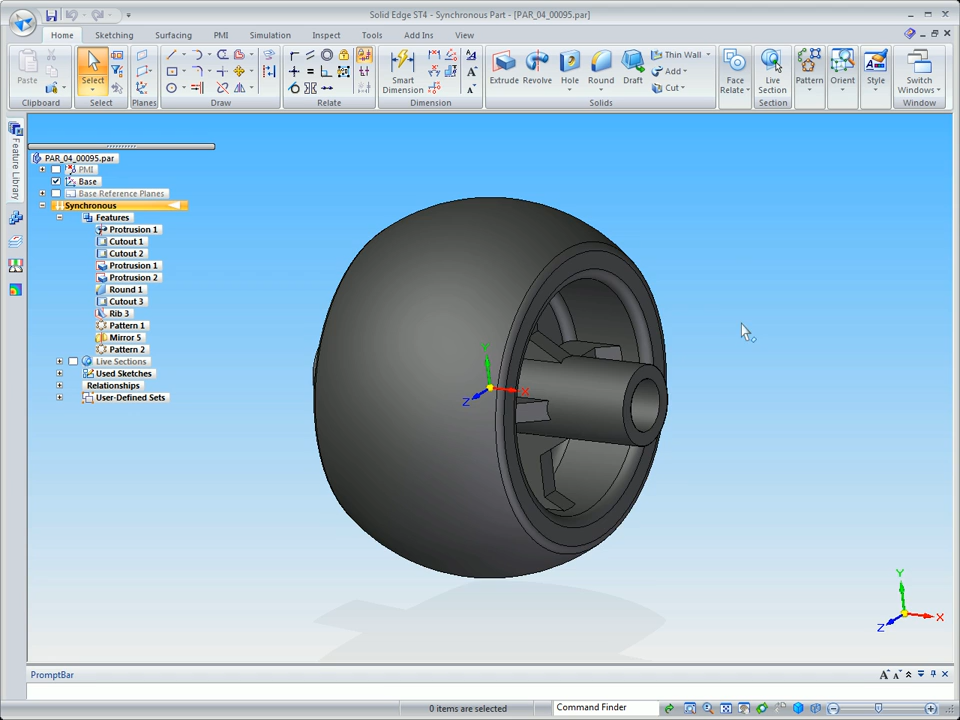 Solid Edge ST4 - Synchronous Part - [PAR_04_00095.par]
Home Sketching Surfacing PMI Simulation Inspect Tools Add Ins View
Paste
Clipboard
Select
Select
Planes
Draw
Relate
Smart Dimension
Dimension
Extrude Revolve Hole Round Draft
Thin Wall
Add
Cut
Solids
Face Relate
Live Section
Section
Pattern
Orient
Style
Switch Windows
Window
Feature Library
PAR_04_00095.par
PMI
Base
Base Reference Planes
Synchronous
Features
Protrusion 1
Cutout 1
Cutout 2
Protrusion 1
Protrusion 2
Round 1
Cutout 3
Rib 3
Pattern 1
Mirror 5
Pattern 2
Live Sections
Used Sketches
Relationships
User-Defined Sets
Y
X
Z
Y
X
Z
PromptBar
0 items are selected
Command Finder